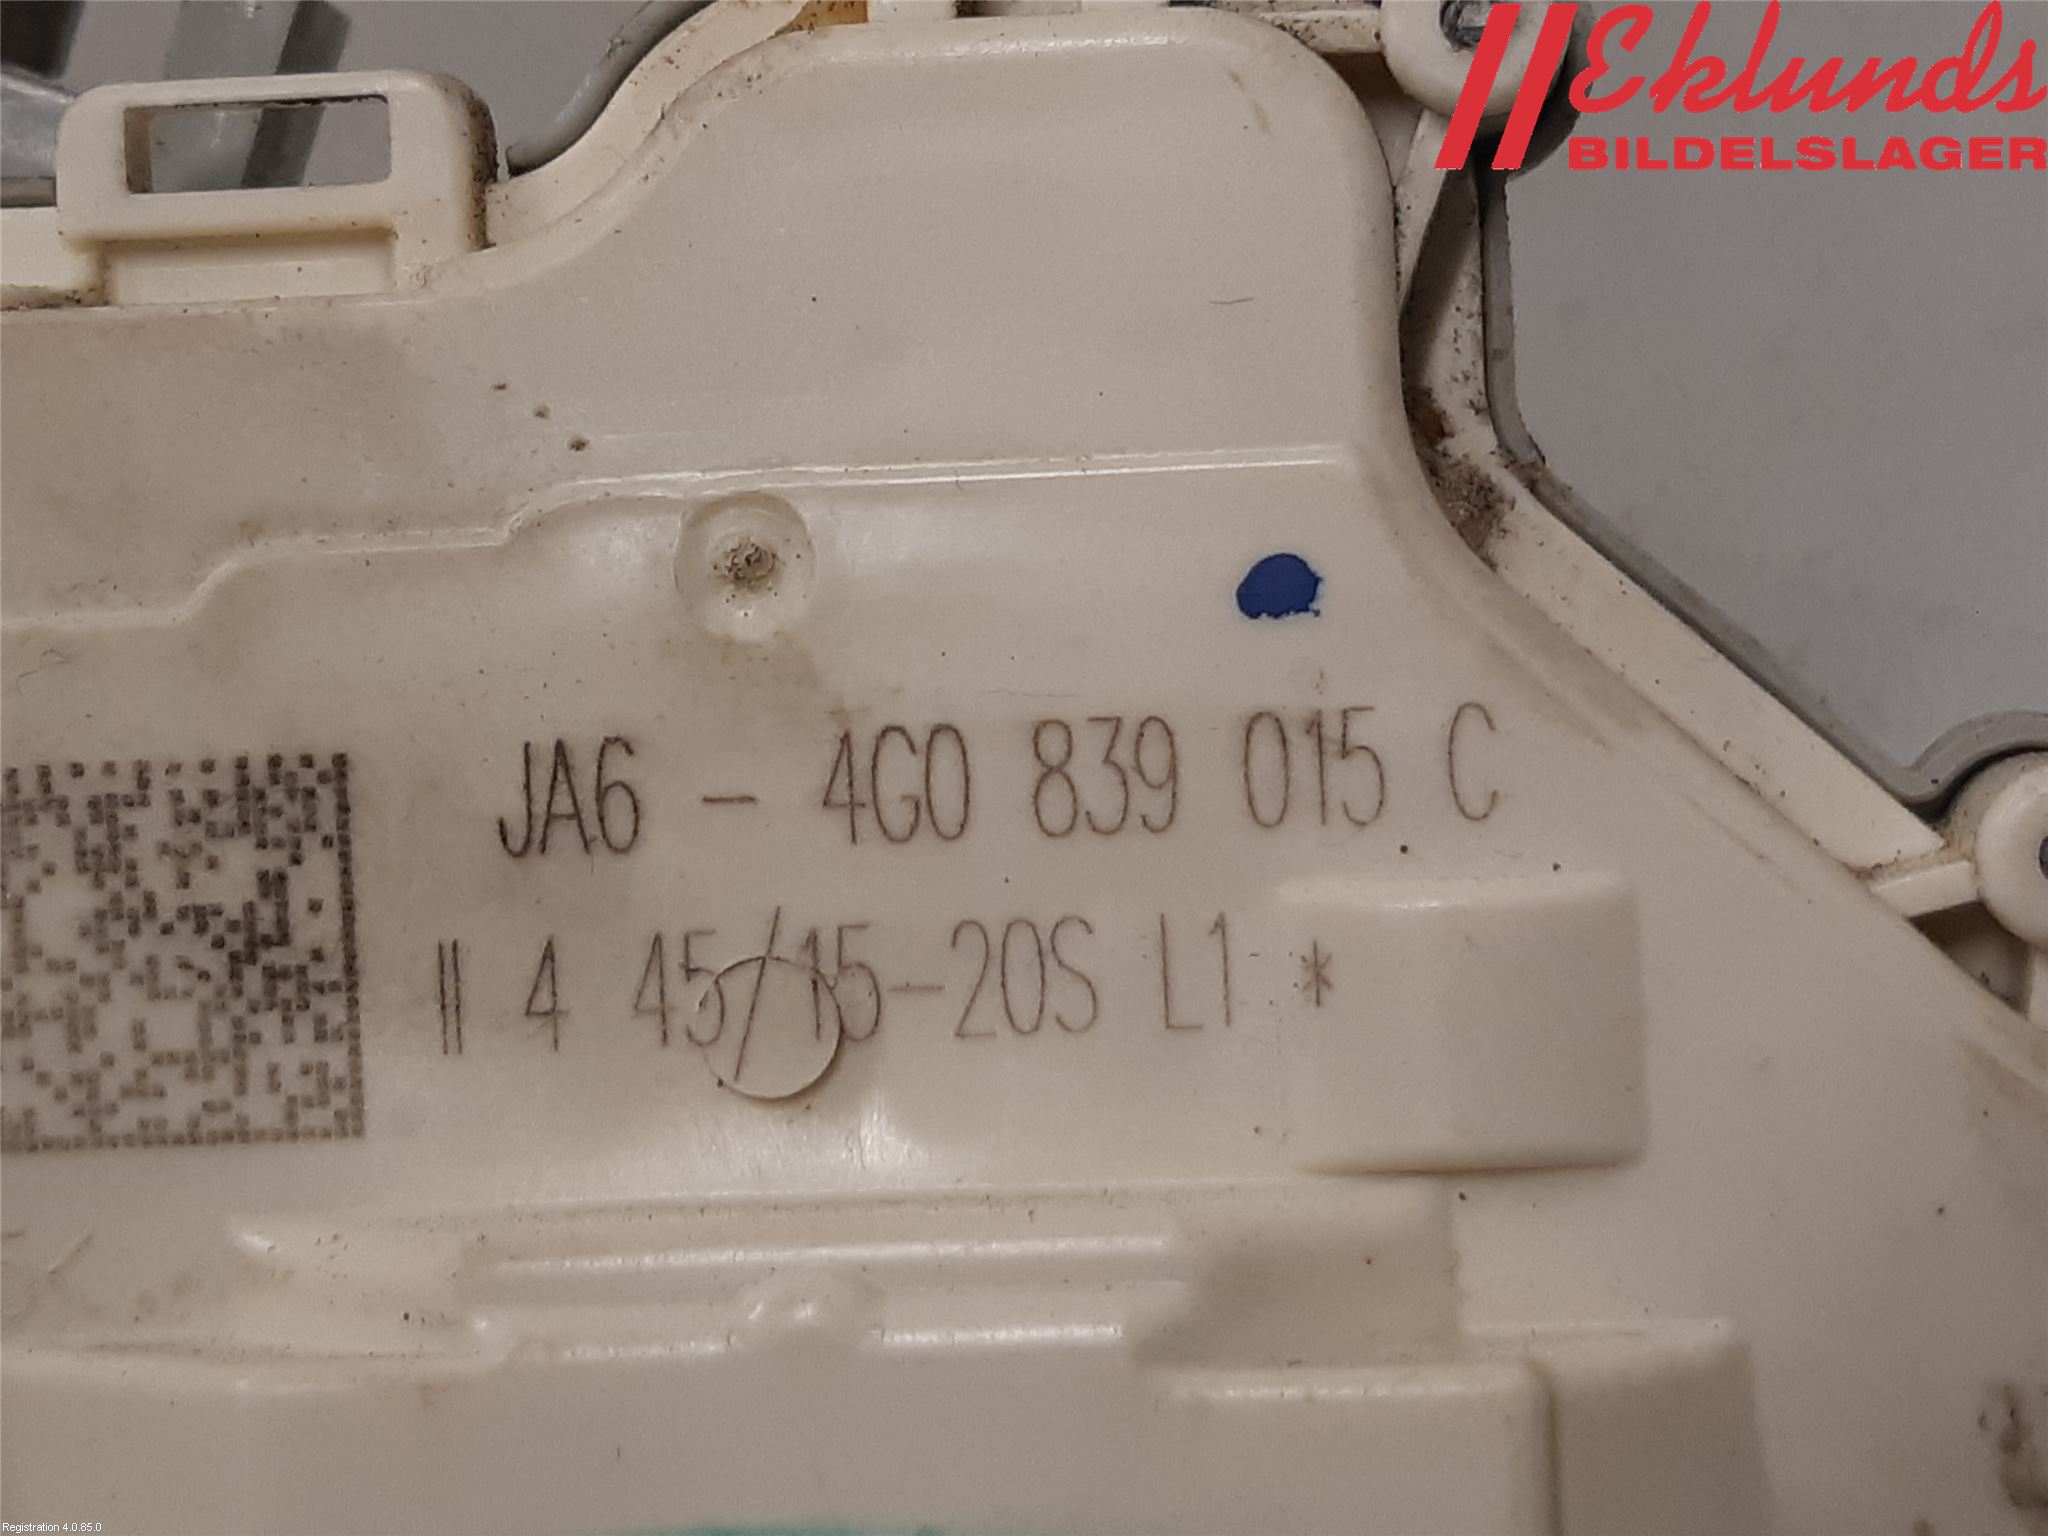 Eklunds
BILDELSLAGER
JA6 - 4G0 839 015 C
II 4 45/15-20S L1 *
Registration 4.0.85.0